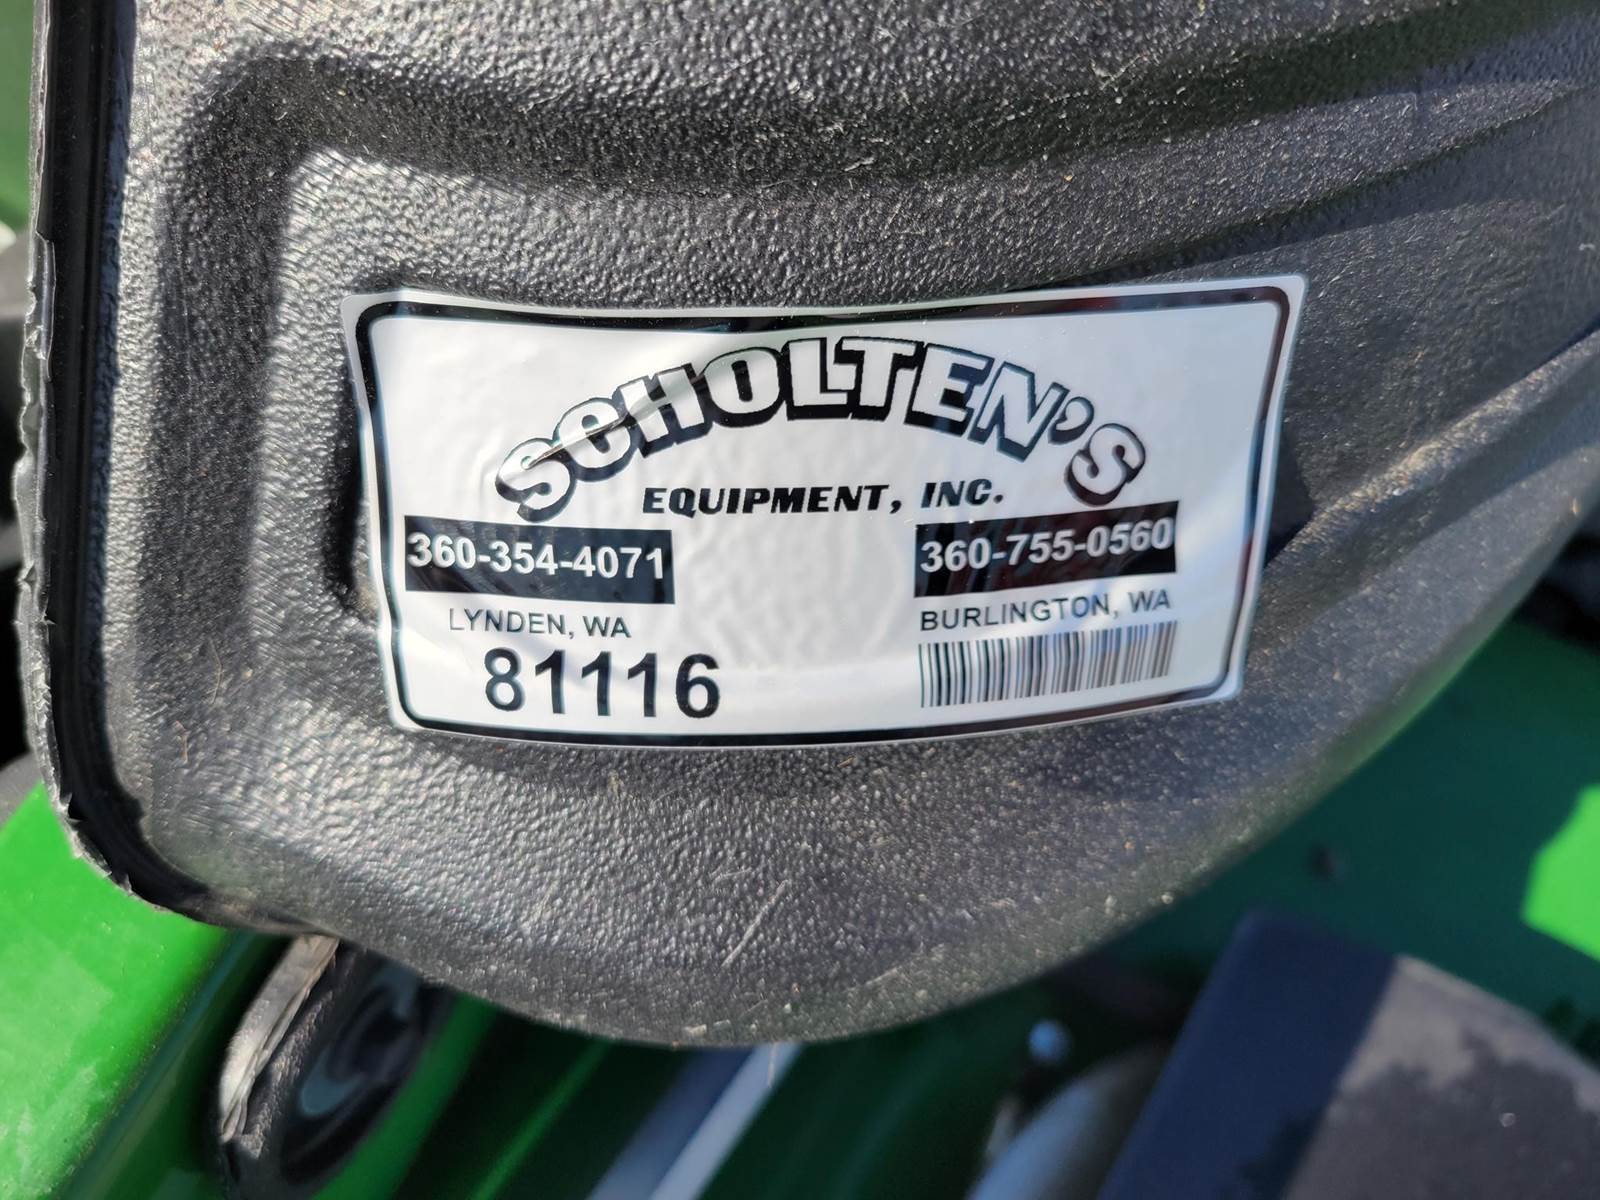 SCHOLTEN'S
EQUIPMENT, INC.
360-354-4071
LYNDEN, WA
81116
360-755-0560
BURLINGTON, WA